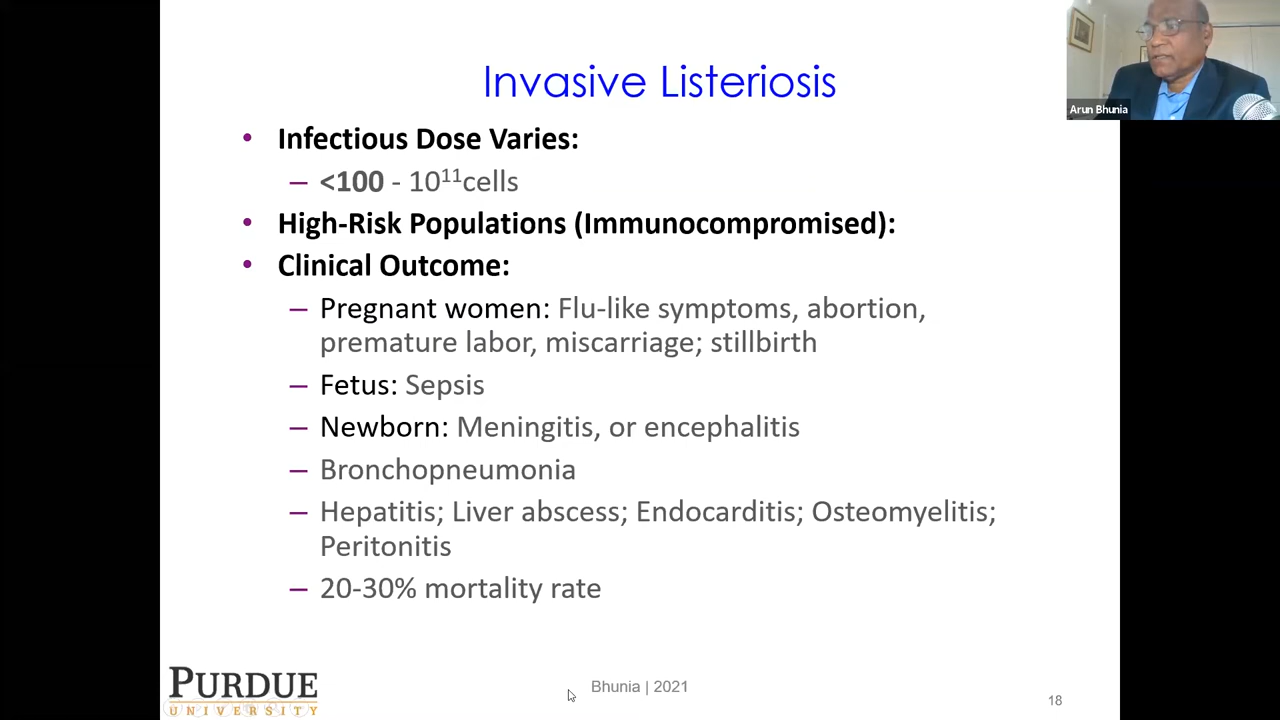 Invasive Listeriosis
Arun Bhunia
• Infectious Dose Varies:
– <100 - 10¹¹cells
• High-Risk Populations (Immunocompromised):
• Clinical Outcome:
– Pregnant women: Flu-like symptoms, abortion,
premature labor, miscarriage; stillbirth
– Fetus: Sepsis
– Newborn: Meningitis, or encephalitis
– Bronchopneumonia
– Hepatitis; Liver abscess; Endocarditis; Osteomyelitis;
Peritonitis
– 20-30% mortality rate
PURDUE
UNIVERSITY
Bhunia | 2021
18